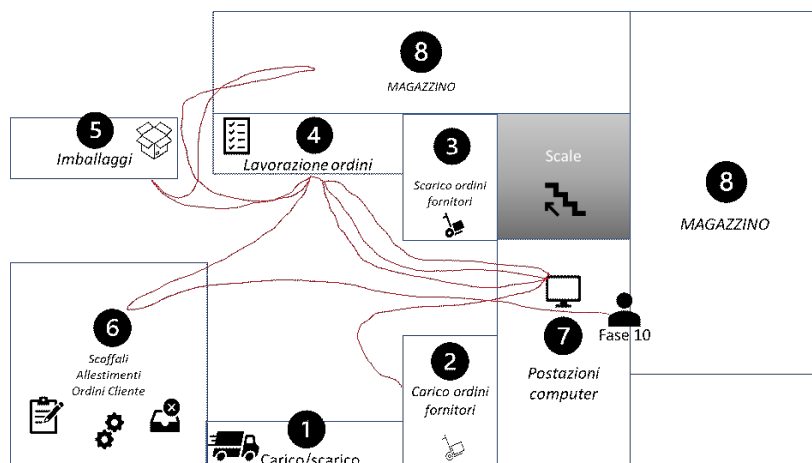 8
MAGAZZINO
5
Imballaggi
4
Lavorazione ordini
3
Scarico ordini
fornitori
Scale
8
MAGAZZINO
6
Scaffali
Allestimenti
Ordini Cliente
7
Postazioni
computer
Fase 10
2
Carico ordini
fornitori
1
Carico/scarico